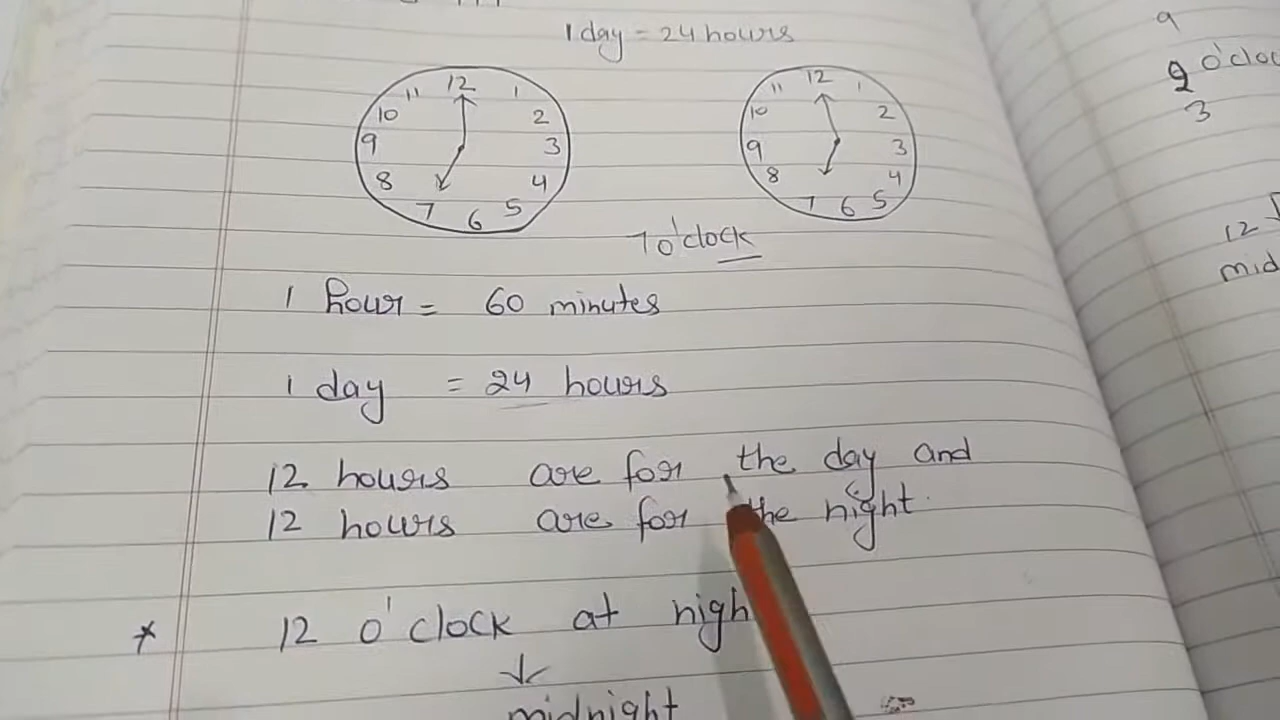 1 day = 24 hours
12 11 1 10 2 9 3 8 4 7 6 5
12 11 1 10 2 9 3 8 4 7 6 5
7 o'clock
1 hour = 60 minutes
1 day = 24 hours
12 hours are for the day and
12 hours are for the night.
* 12 o'clock at nigh
↓
midnight
9
9 o'cloc
3
12
mid